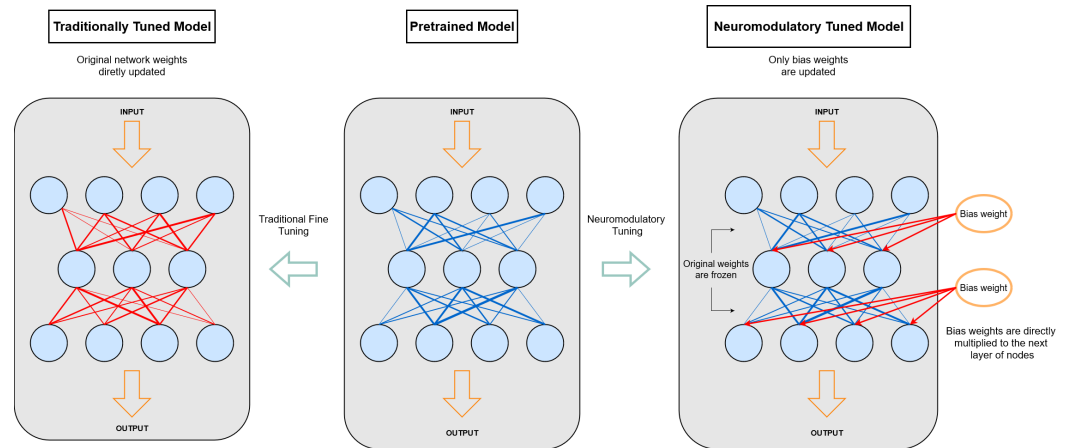 Traditionally Tuned Model
Pretrained Model
Neuromodulatory Tuned Model
Original network weights
diretly updated
Only bias weights
are updated
INPUT
INPUT
INPUT
Traditional Fine
Tuning
Neuromodulatory
Tuning
Bias weight
Original weights
are frozen
Bias weight
Bias weights are directly
multiplied to the next
layer of nodes
OUTPUT
OUTPUT
OUTPUT